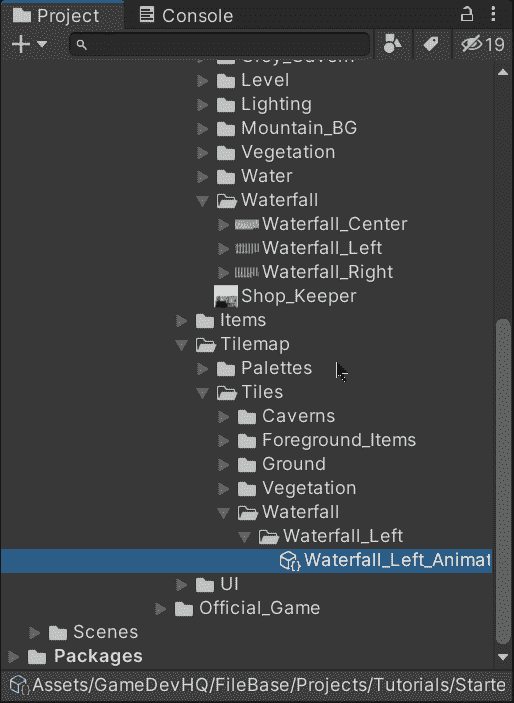 Project Console
19
Level
Lighting
Mountain_BG
Vegetation
Water
Waterfall
Waterfall_Center
Waterfall_Left
Waterfall_Right
Shop_Keeper
Items
Tilemap
Palettes
Tiles
Caverns
Foreground_Items
Ground
Vegetation
Waterfall
Waterfall_Left
Waterfall_Left_Animat
UI
Official_Game
Scenes
Packages
Assets/GameDevHQ/FileBase/Projects/Tutorials/Starte